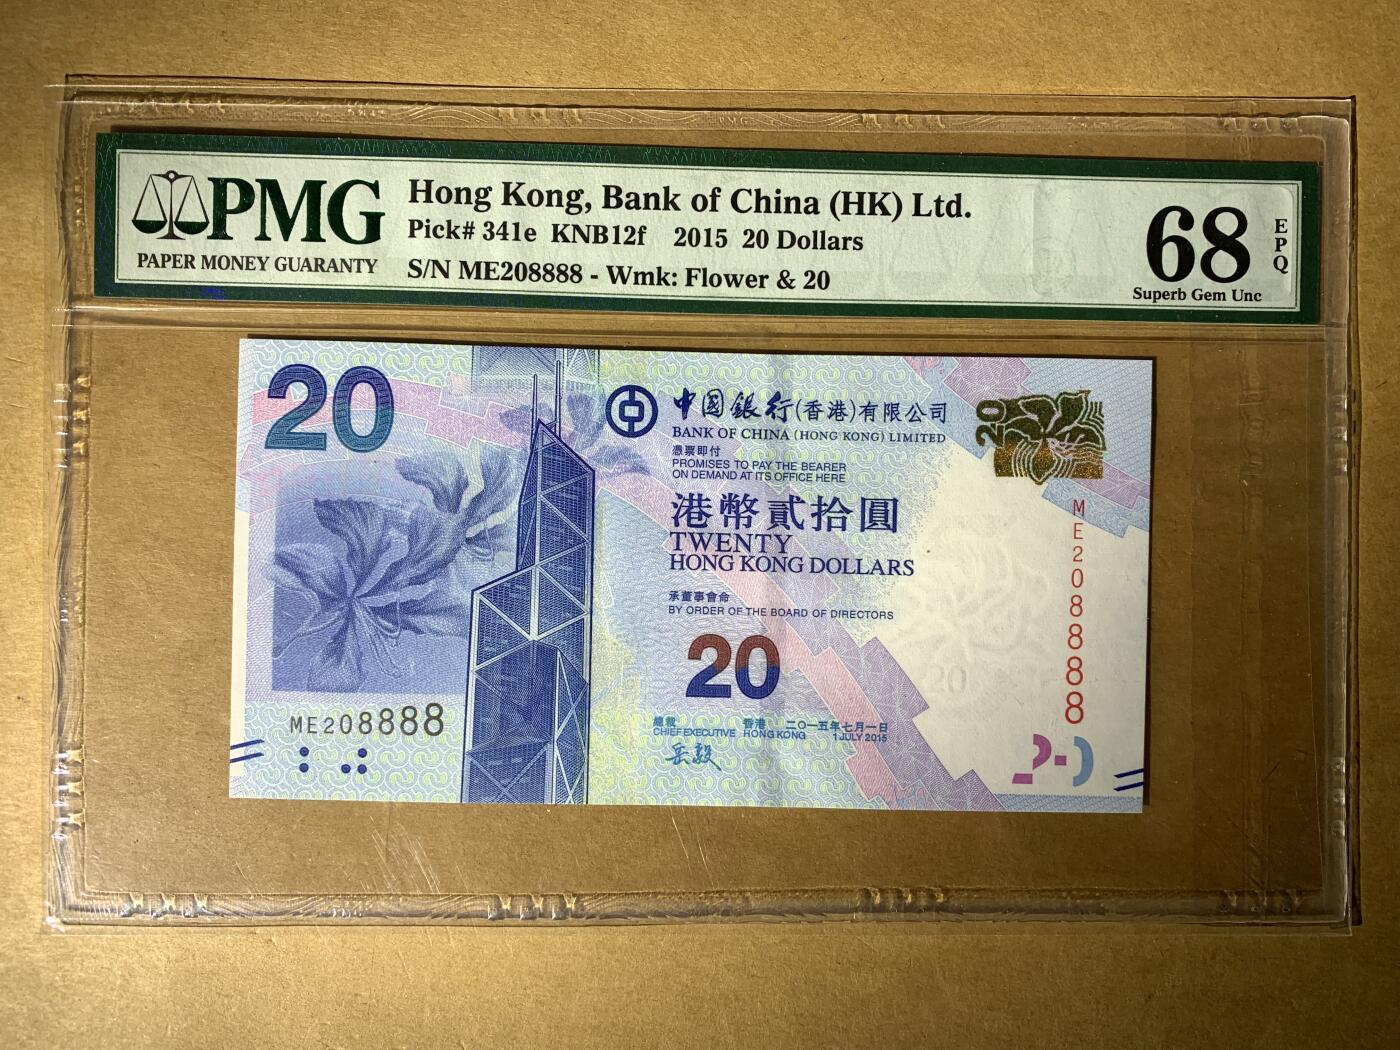 PMG
PAPER MONEY GUARANTY
Hong Kong, Bank of China (HK) Ltd.
Pick# 341e KNB12f 2015 20 Dollars
S/N ME208888 - Wmk: Flower & 20
68
EPQ
Superb Gem Unc
20
中國銀行(香港)有限公司
BANK OF CHINA (HONG KONG) LIMITED
憑票即付
PROMISES TO PAY THE BEARER
ON DEMAND AT ITS OFFICE HERE
港幣貳拾圓
TWENTY
HONG KONG DOLLARS
承董事會命
BY ORDER OF THE BOARD OF DIRECTORS
20
總裁 香港 二〇一五年七月一日
CHIEF EXECUTIVE HONG KONG 1 JULY 2015
岳毅
ME208888
20
ME208888
20